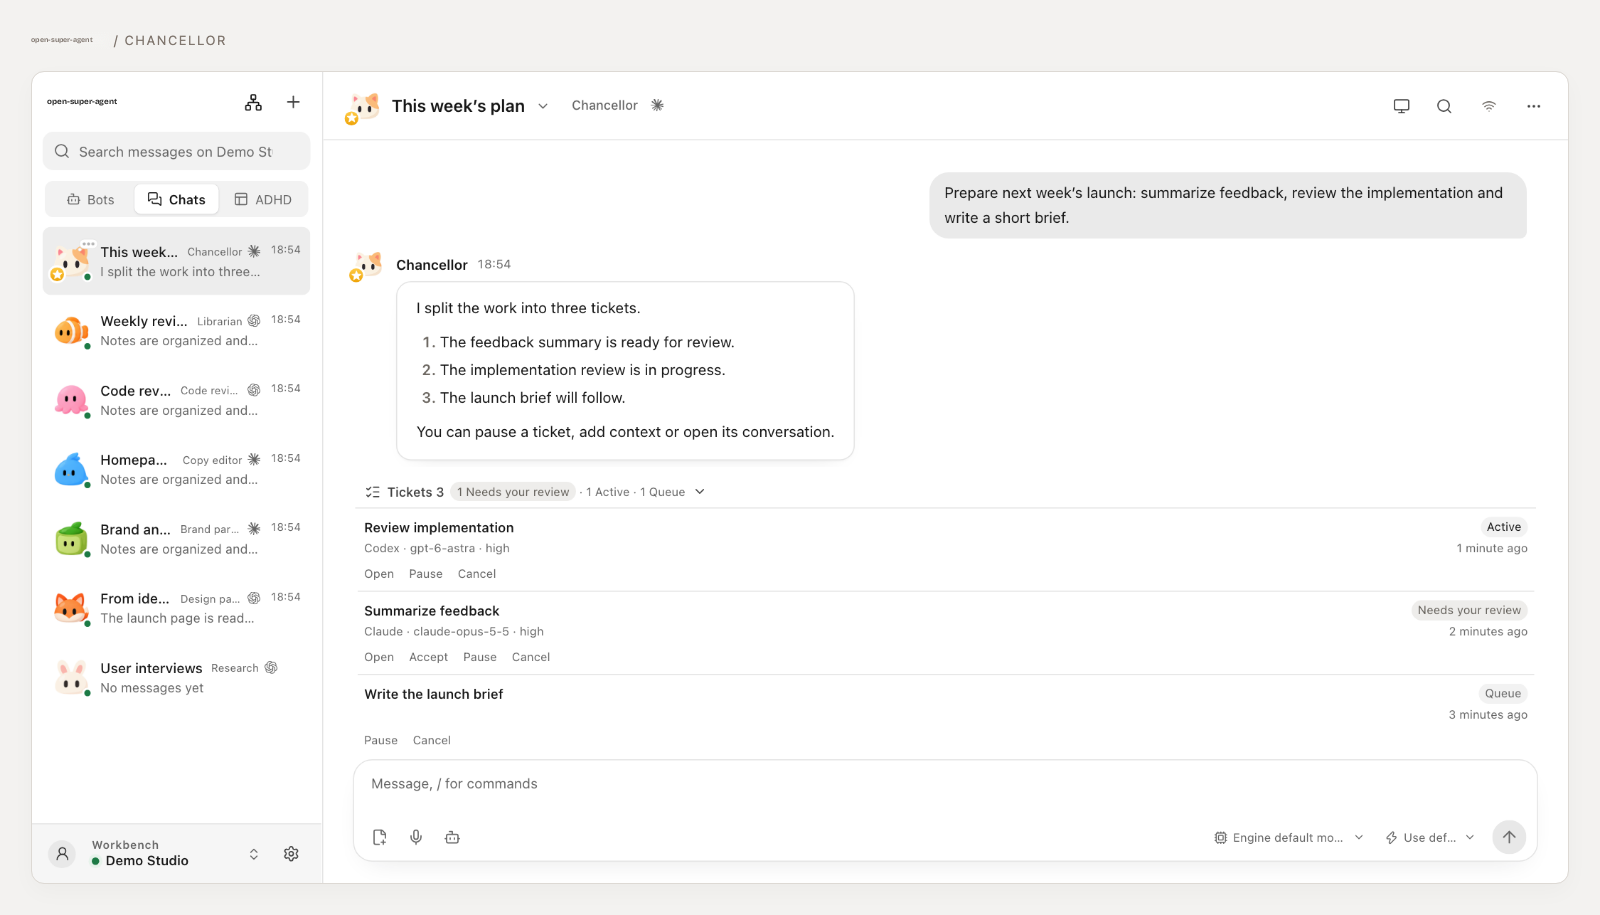 open-super-agent / CHANCELLOR
open-super-agent
Search messages on Demo St
Bots Chats ADHD
This week... Chancellor 18:54
I split the work into three...
Weekly revi... Librarian 18:54
Notes are organized and...
Code rev... Code revi... 18:54
Notes are organized and...
Homepa... Copy editor 18:54
Notes are organized and...
Brand an... Brand par... 18:54
Notes are organized and...
From ide... Design pa... 18:54
The launch page is read...
User interviews Research
No messages yet
Workbench
Demo Studio
This week’s plan Chancellor
Prepare next week’s launch: summarize feedback, review the implementation and
write a short brief.
Chancellor 18:54
I split the work into three tickets.
1. The feedback summary is ready for review.
2. The implementation review is in progress.
3. The launch brief will follow.
You can pause a ticket, add context or open its conversation.
Tickets 3 1 Needs your review · 1 Active · 1 Queue
Review implementation Active
Codex · gpt-6-astra · high 1 minute ago
Open Pause Cancel
Summarize feedback Needs your review
Claude · claude-opus-5-5 · high 2 minutes ago
Open Accept Pause Cancel
Write the launch brief Queue
3 minutes ago
Pause Cancel
Message, / for commands
Engine default mo... Use def...